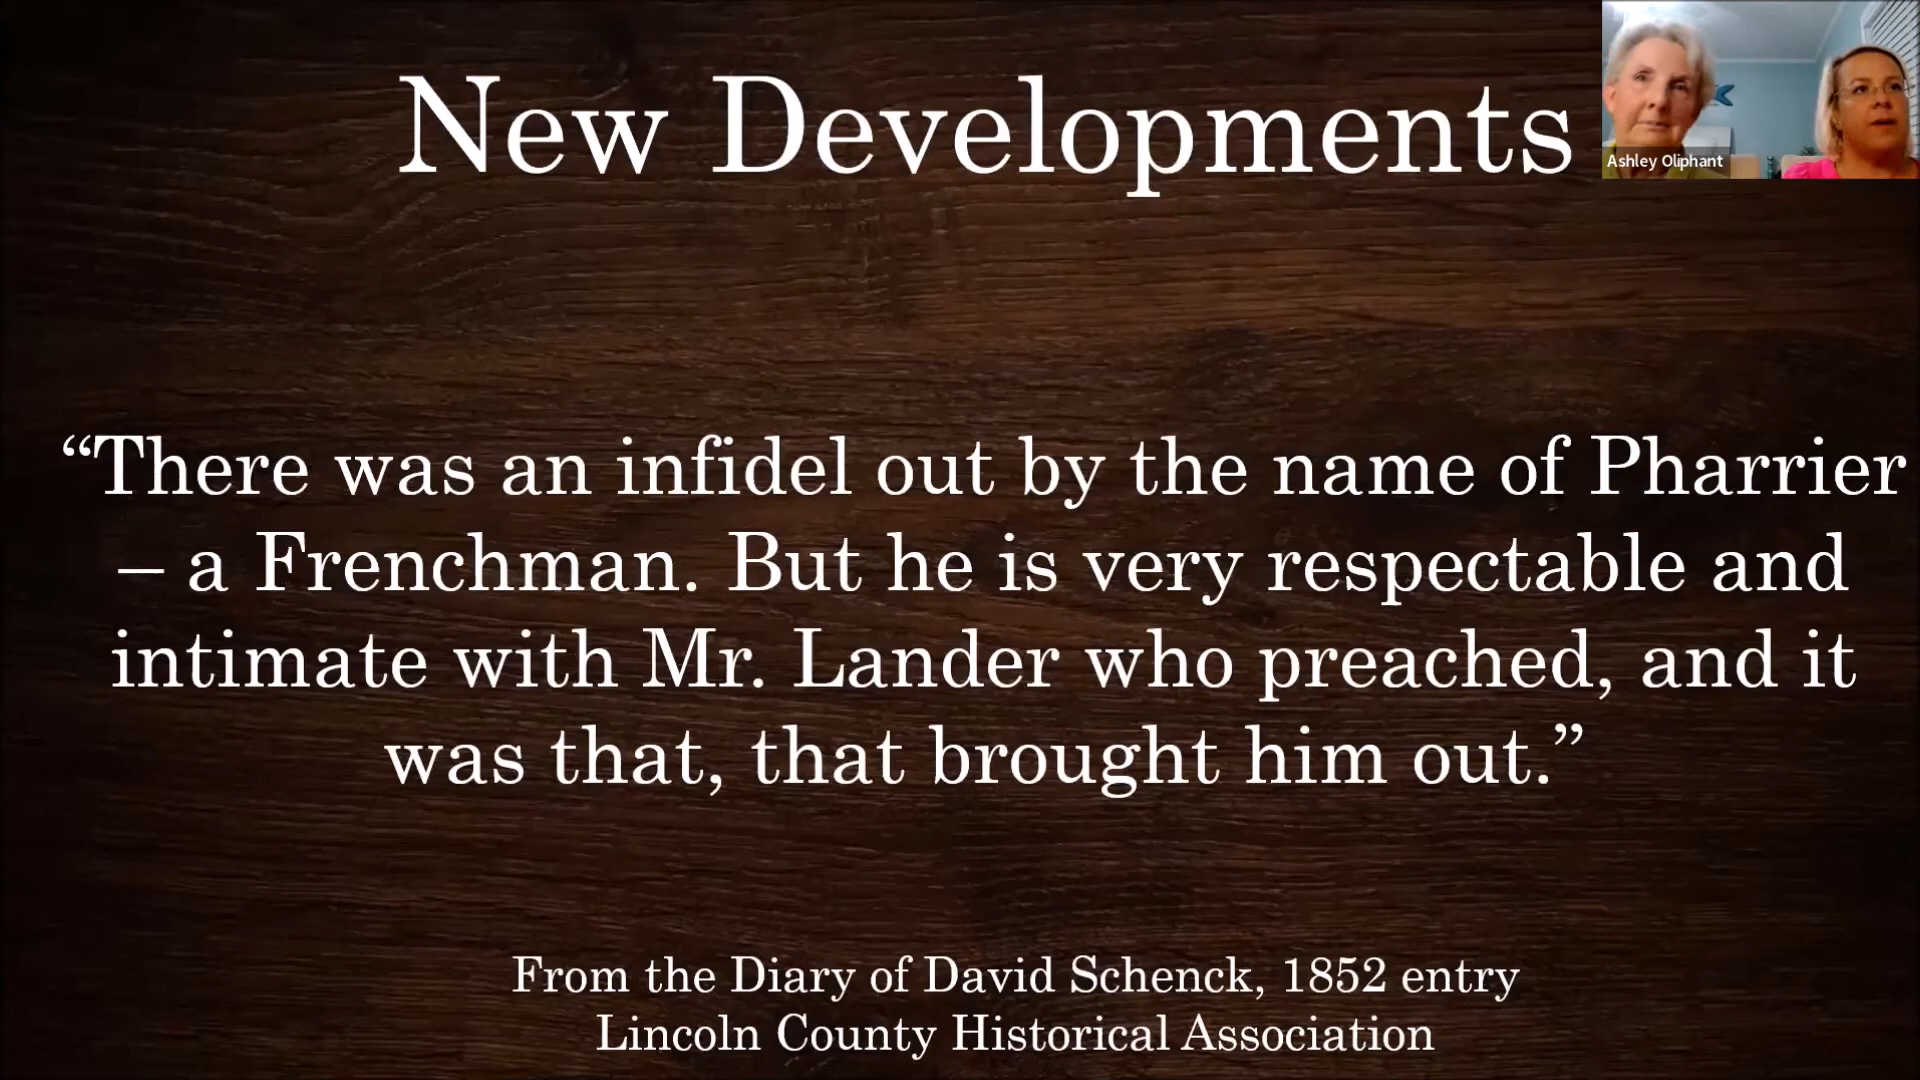 New Developments
Ashley Oliphant
“There was an infidel out by the name of Pharrier
– a Frenchman. But he is very respectable and
intimate with Mr. Lander who preached, and it
was that, that brought him out.”
From the Diary of David Schenck, 1852 entry
Lincoln County Historical Association